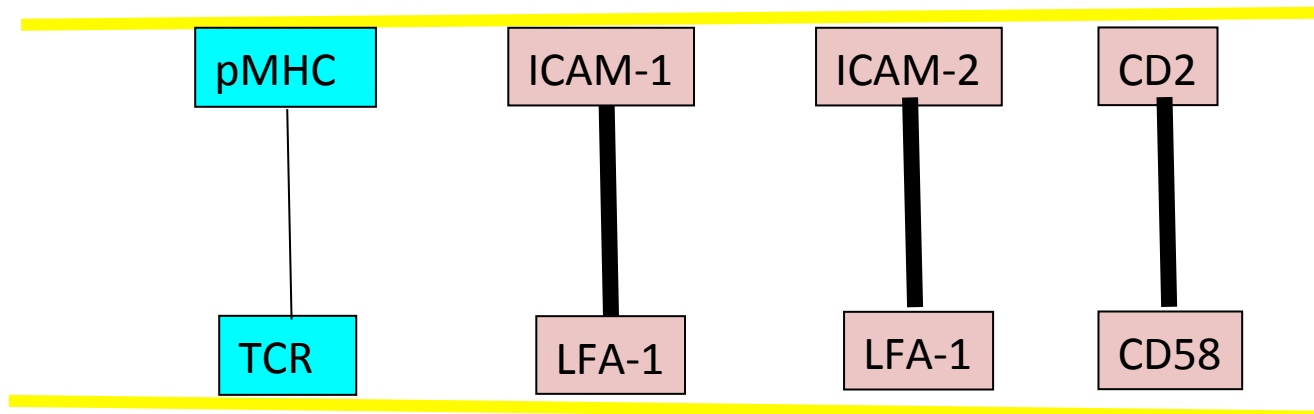 pMHC
ICAM-1
ICAM-2
CD2
TCR
LFA-1
LFA-1
CD58